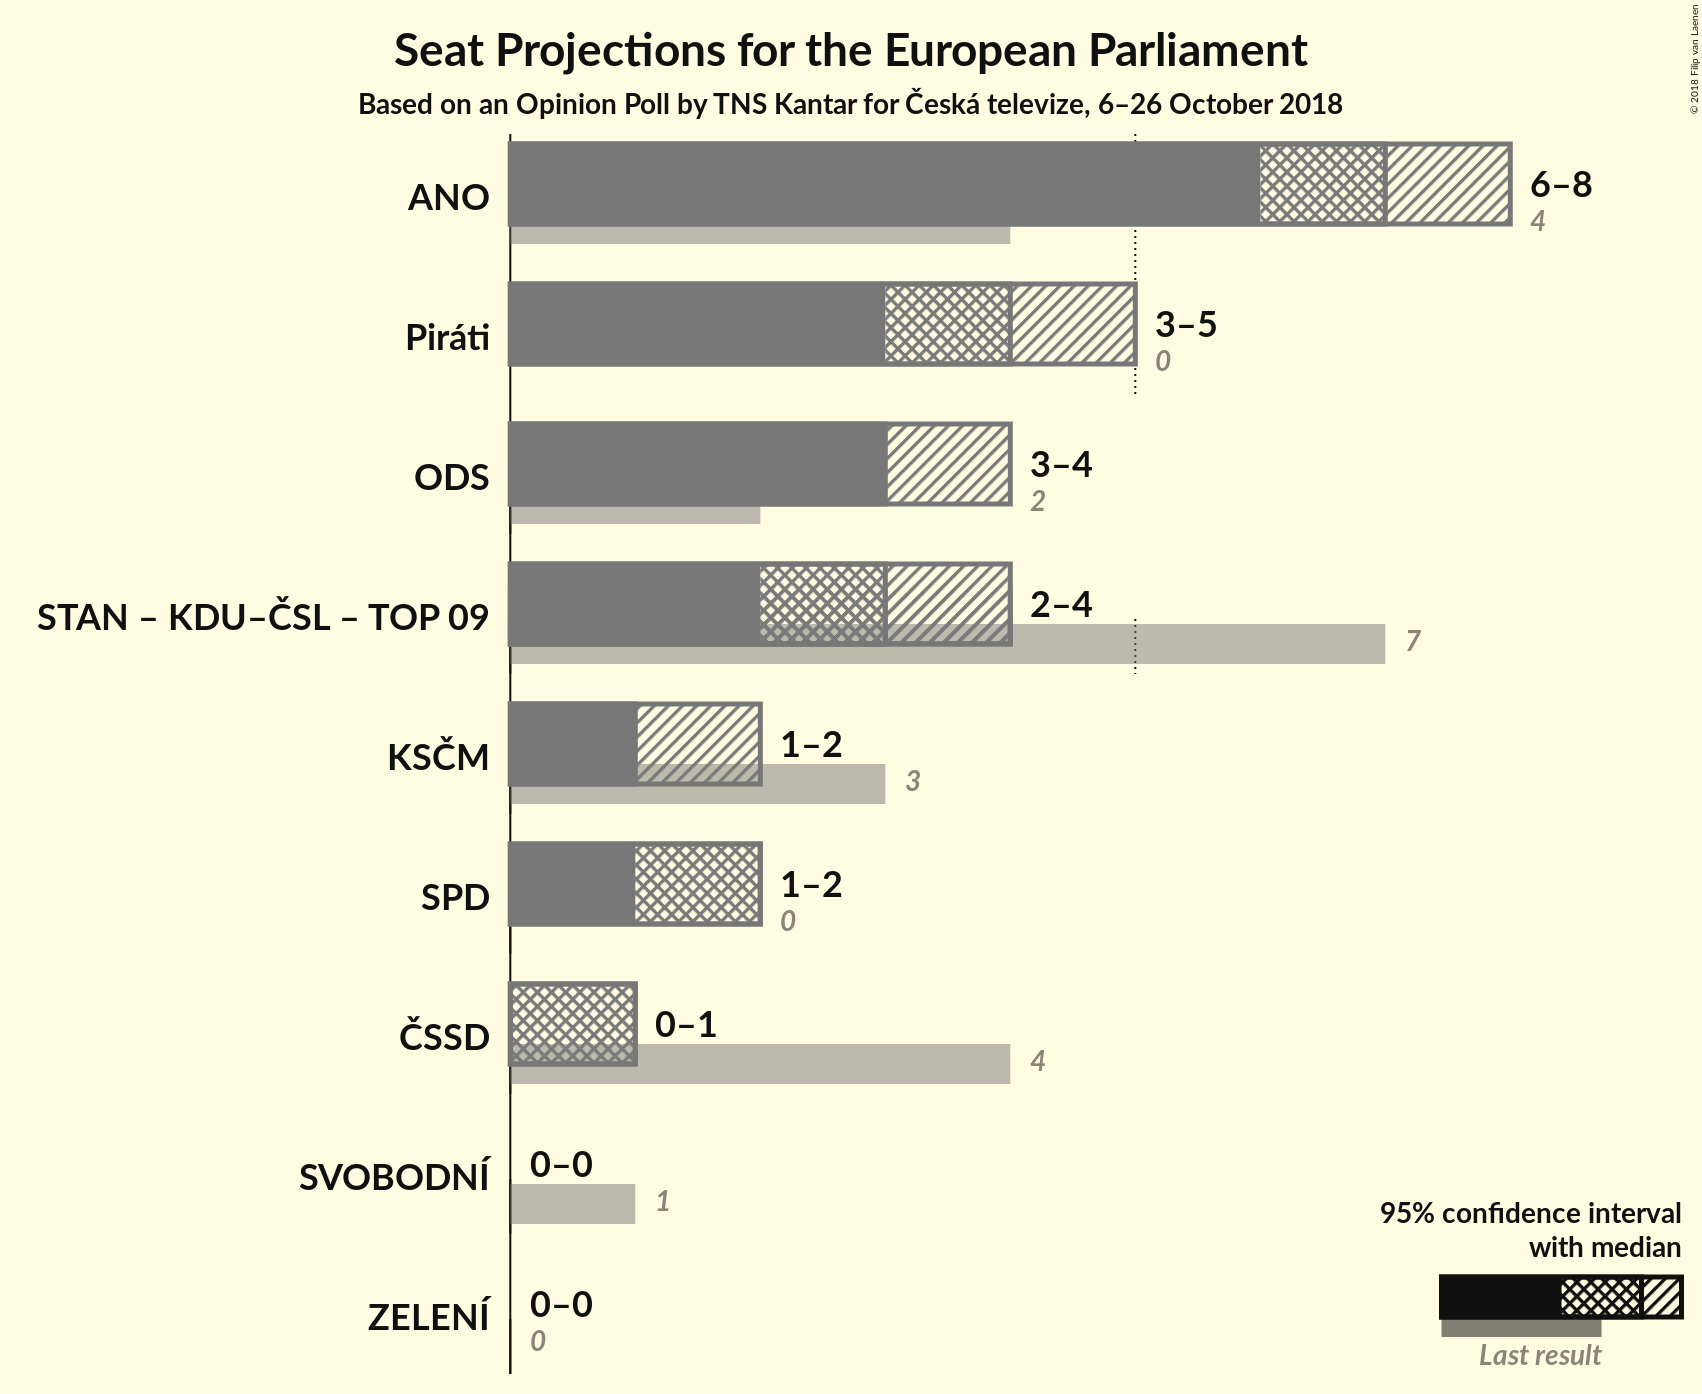 Seat Projections for the European Parliament
Based on an Opinion Poll by TNS Kantar for Česká televize, 6–26 October 2018
© 2018 Filip van Laenen
ANO
6–8
4
Piráti
3–5
0
ODS
3–4
2
STAN – KDU–ČSL – TOP 09
2–4
7
KSČM
1–2
3
SPD
1–2
0
ČSSD
0–1
4
SVOBODNÍ
0–0
1
ZELENÍ
0–0
0
95% confidence interval
with median
Last result